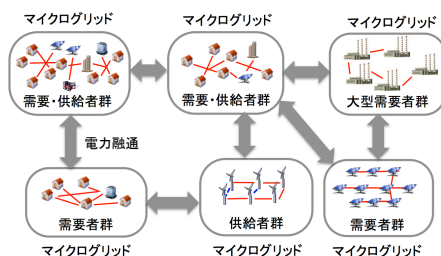 マイクログリッド
マイクログリッド
マイクログリッド
需要・供給者群
需要・供給者群
大型需要者群
電力融通
需要者群
供給者群
需要者群
マイクログリッド
マイクログリッド
マイクログリッド